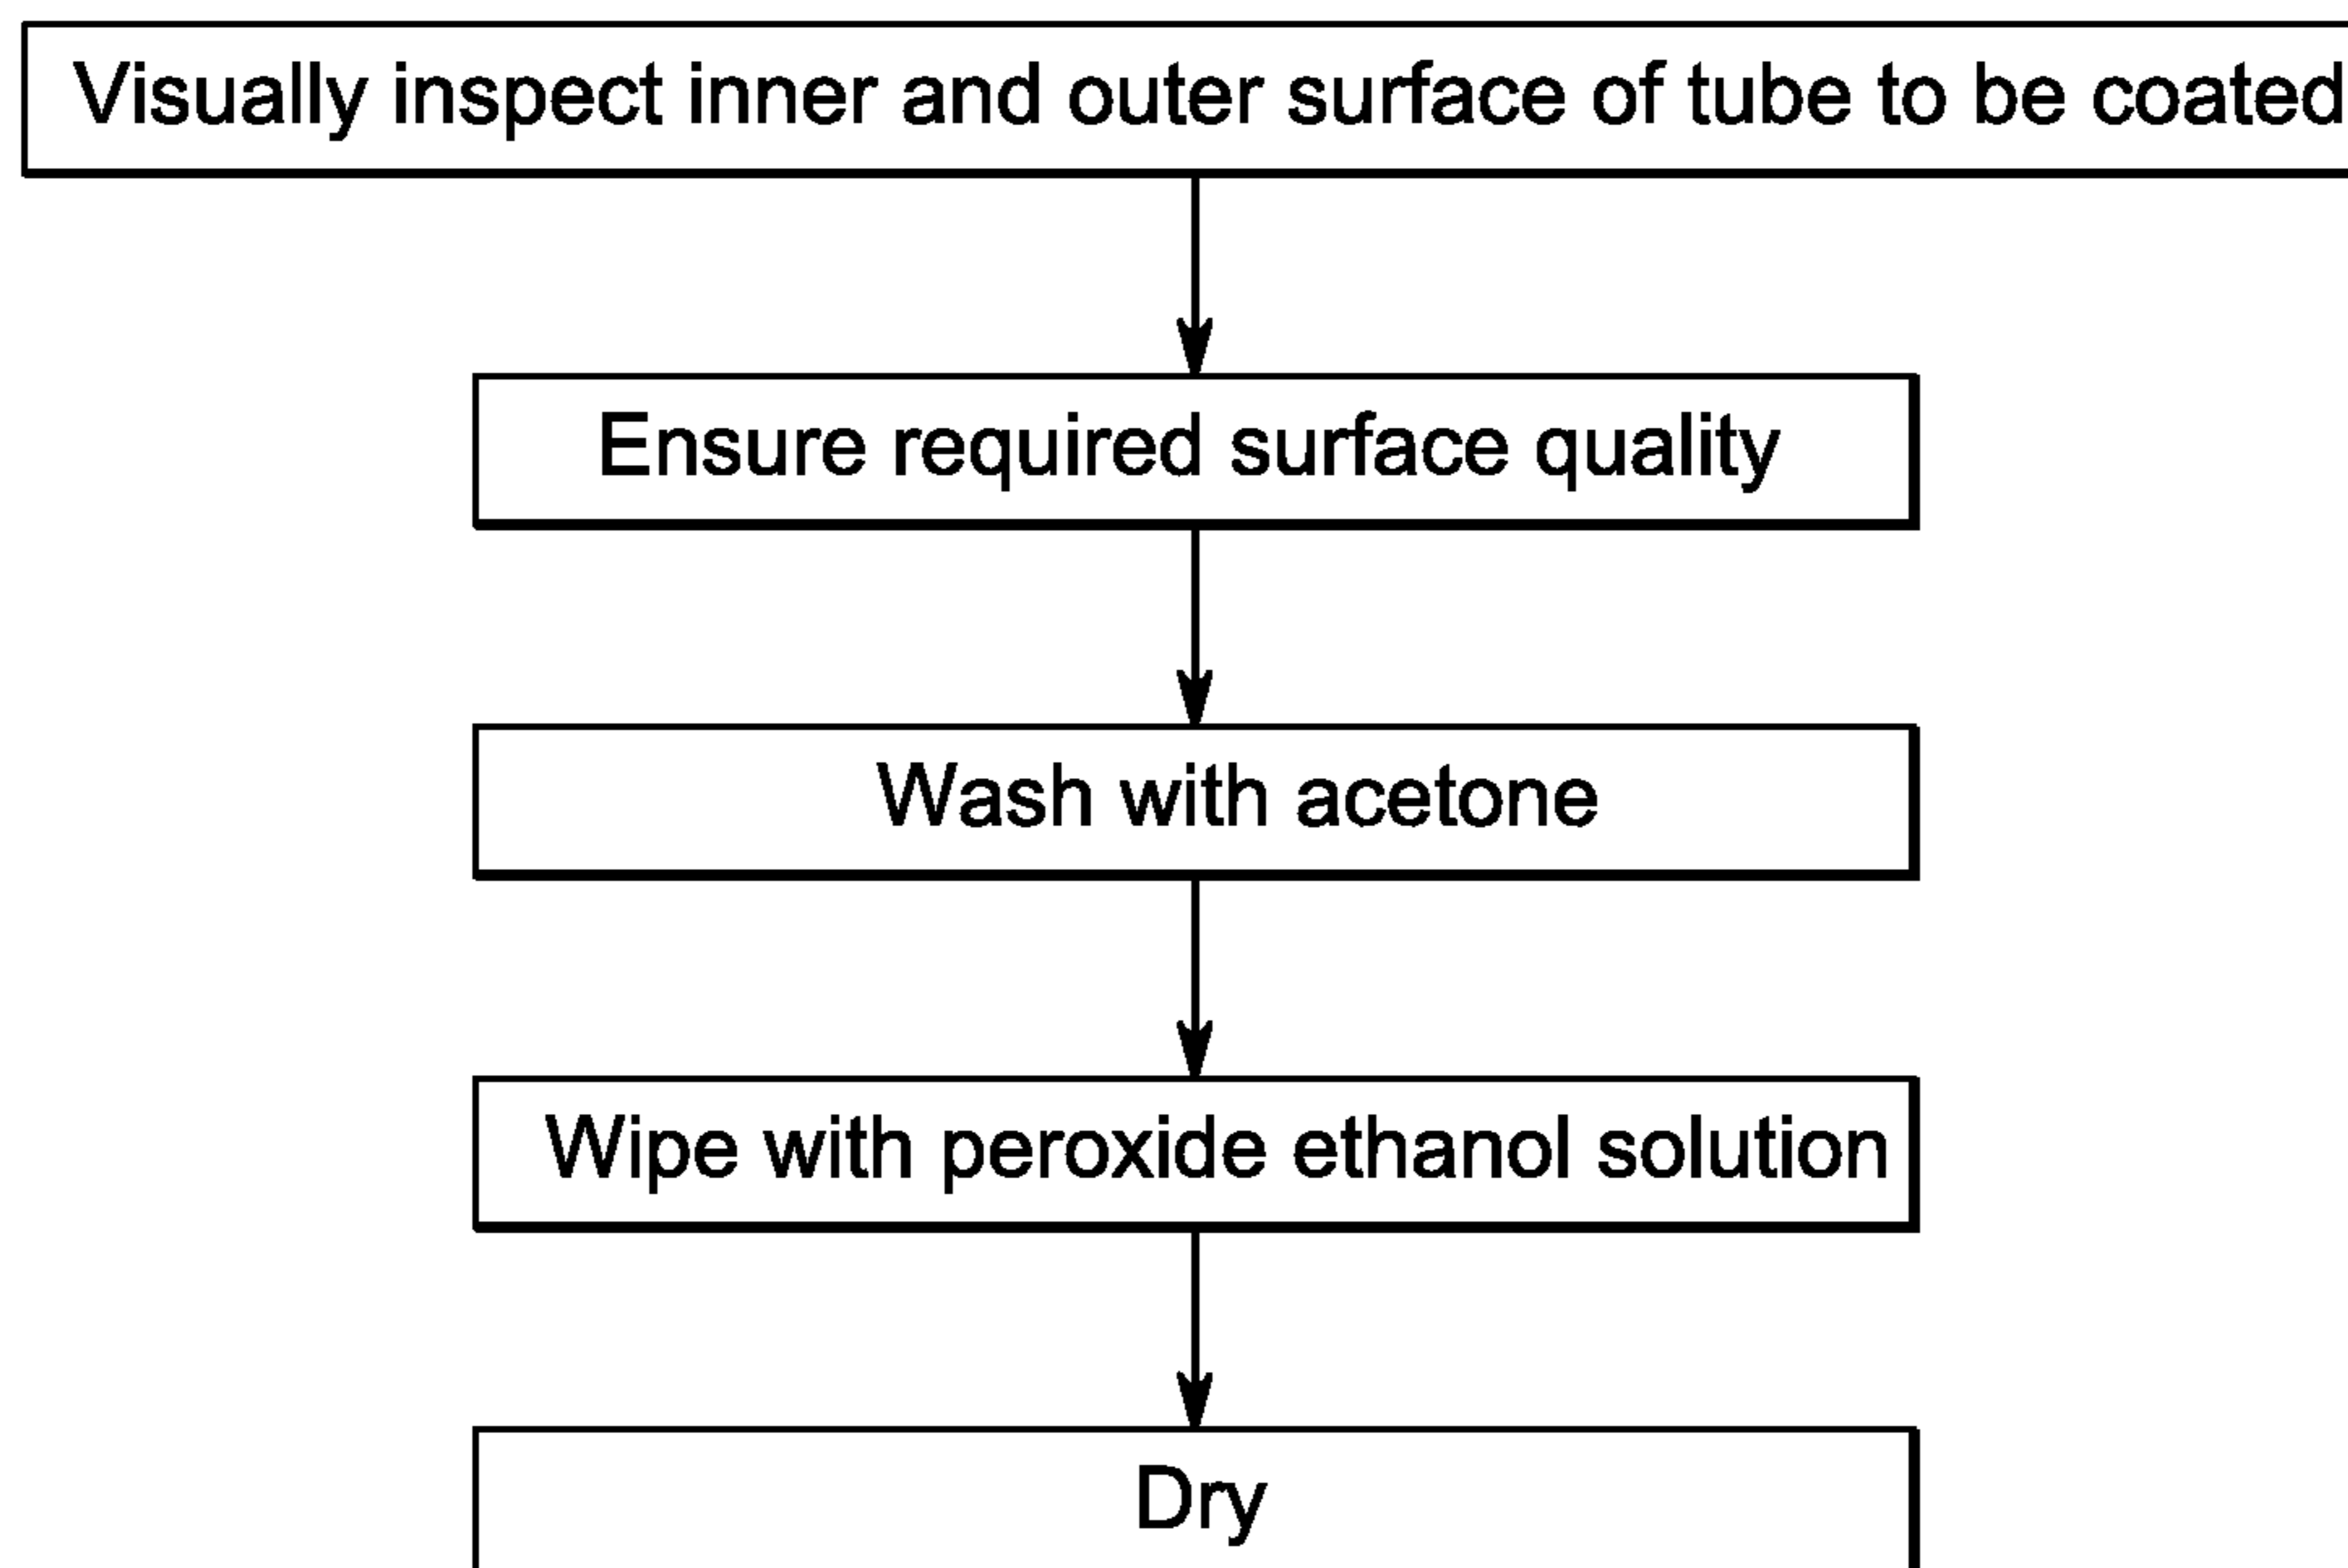 Visually inspect inner and outer surface of tube to be coated
Ensure required surface quality
Wash with acetone
Wipe with peroxide ethanol solution
Dry